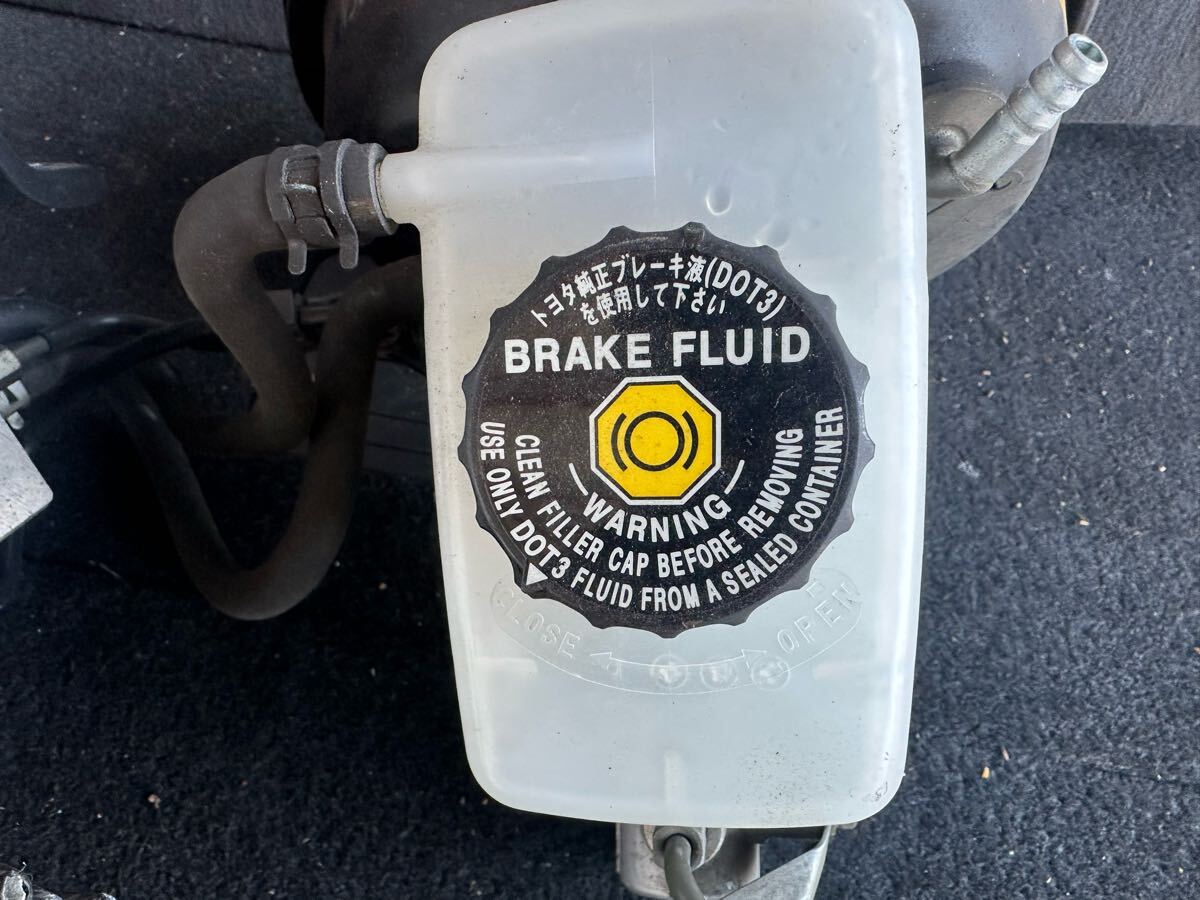 トヨタ純正ブレーキ液(DOT3)
を使用して下さい
BRAKE FLUID
WARNING
CLEAN FILLER CAP BEFORE REMOVING
USE ONLY DOT3 FLUID FROM A SEALED CONTAINER
CLOSE OPEN